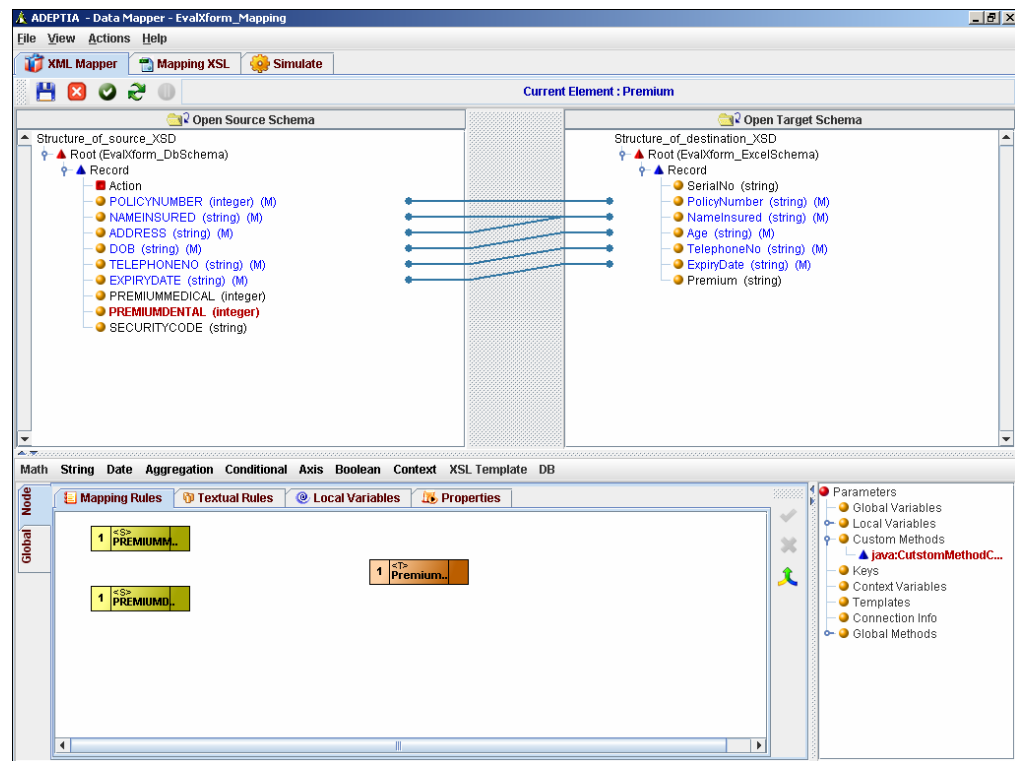 ADEPTIA - Data Mapper - EvalXform_Mapping
File View Actions Help
XML Mapper Mapping XSL Simulate
Current Element : Premium
Open Source Schema
Structure_of_source_XSD
Root (EvalXform_DbSchema)
Record
Action
POLICYNUMBER (integer) (M)
NAMEINSURED (string) (M)
ADDRESS (string) (M)
DOB (string) (M)
TELEPHONENO (string) (M)
EXPIRYDATE (string) (M)
PREMIUMMEDICAL (integer)
PREMIUMDENTAL (integer)
SECURITYCODE (string)
Open Target Schema
Structure_of_destination_XSD
Root (EvalXform_ExcelSchema)
Record
SerialNo (string)
PolicyNumber (string) (M)
NameInsured (string) (M)
Age (string) (M)
TelephoneNo (string) (M)
ExpiryDate (string) (M)
Premium (string)
Math String Date Aggregation Conditional Axis Boolean Context XSL Template DB
Node
Global
Mapping Rules Textual Rules Local Variables Properties
1 <S> PREMIUMM..
1 <T> Premium..
1 <S> PREMIUMD..
Parameters
Global Variables
Local Variables
Custom Methods
java:CutstomMethodC...
Keys
Context Variables
Templates
Connection Info
Global Methods